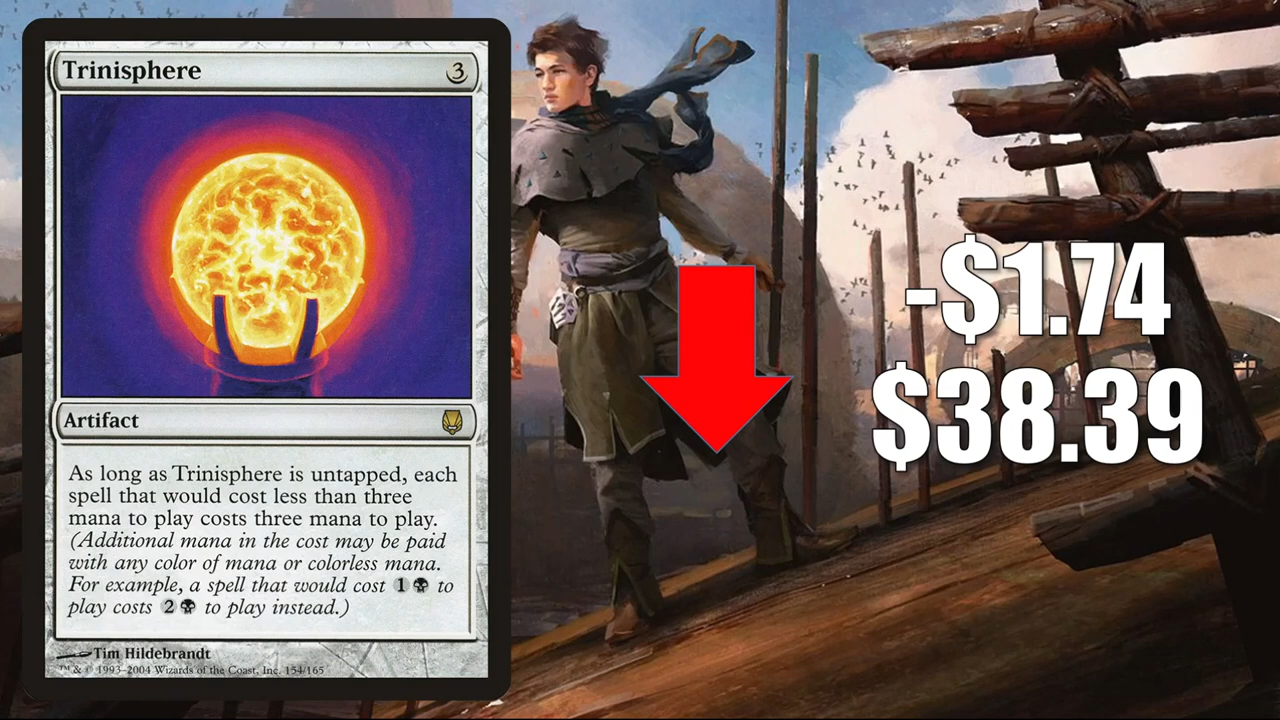 Trinisphere 3
Artifact
As long as Trinisphere is untapped, each
spell that would cost less than three
mana to play costs three mana to play.
(Additional mana in the cost may be paid
with any color of mana or colorless mana.
For example, a spell that would cost 1 to
play costs 2 to play instead.)
Tim Hildebrandt
™ & © 1993–2004 Wizards of the Coast, Inc. 154/165
-$1.74
$38.39